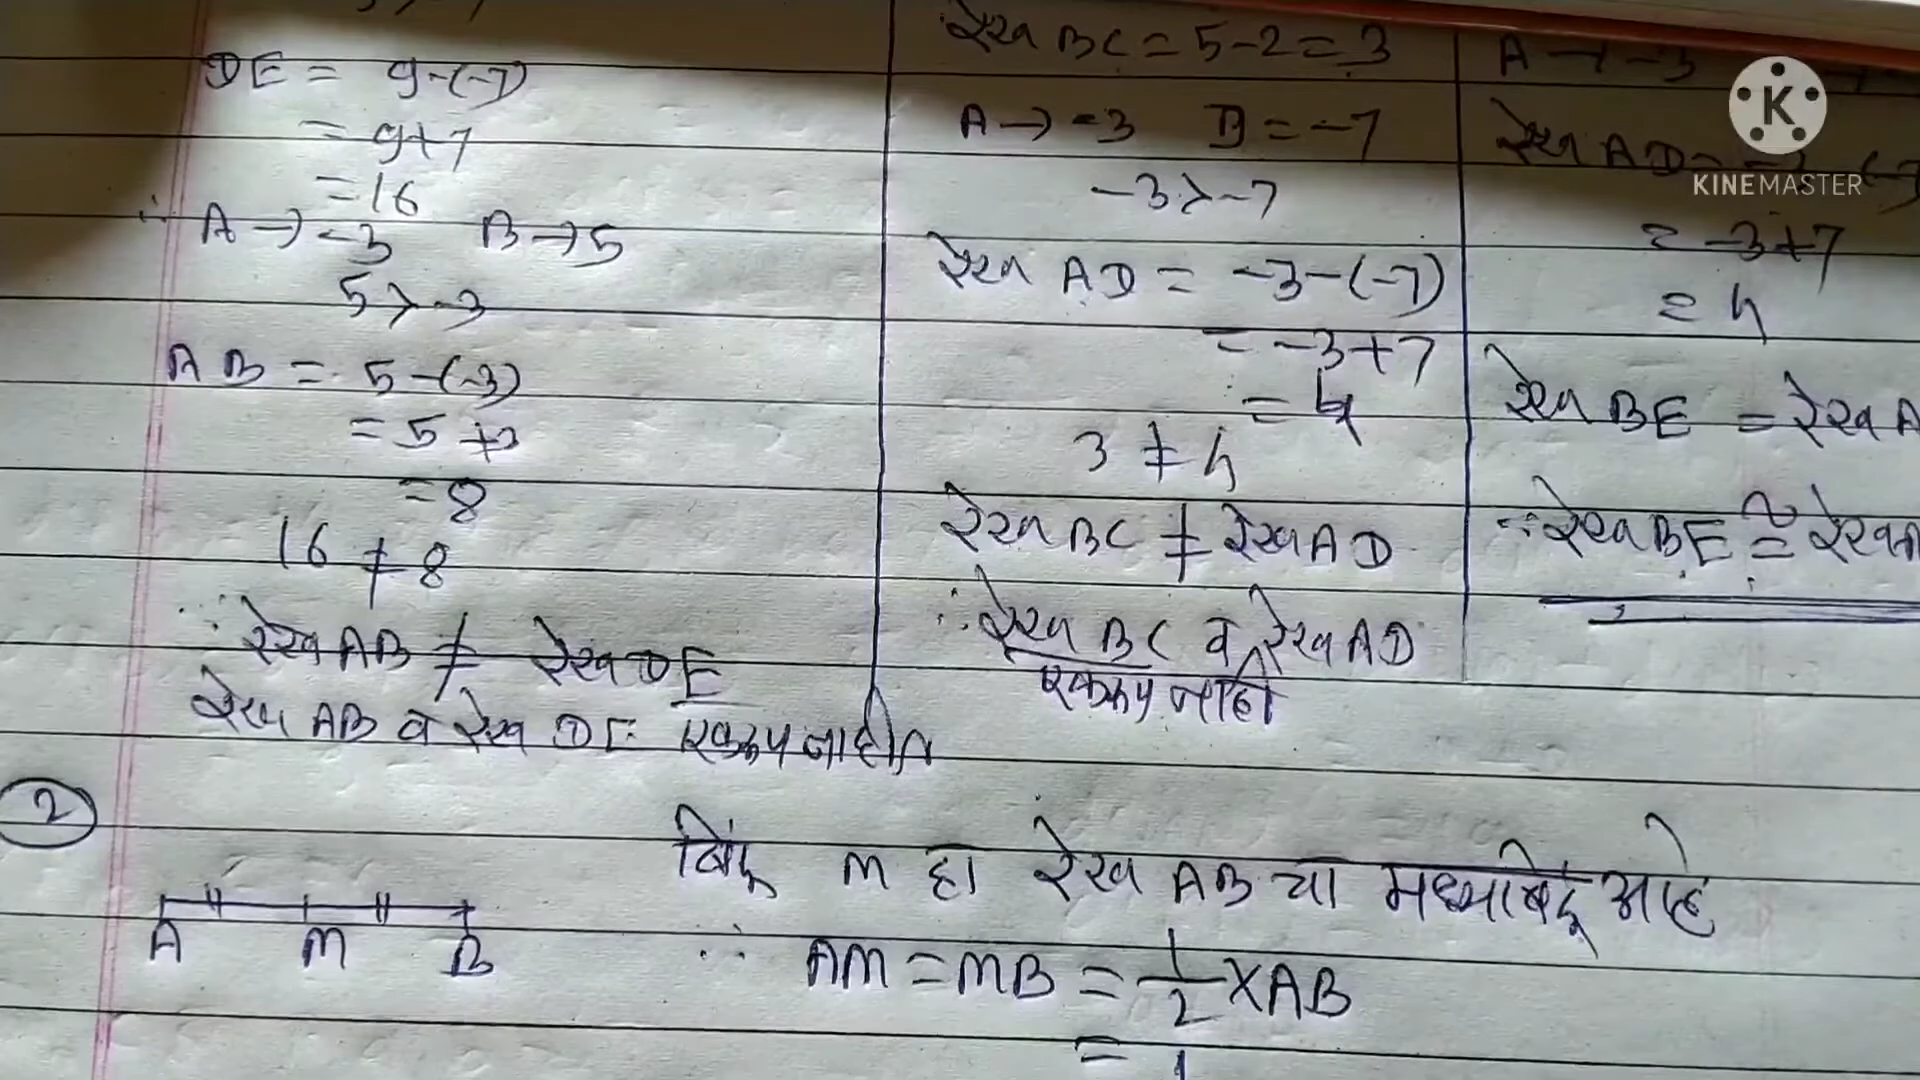 DE = 9-(-7)
= 9+7
= 16
∴ A → -3 B → 5
5 > -3
AB = 5-(-3)
= 5 +3
= 8
16 ≠ 8
∴ रेख AB ≠ रेख DE
रेख AB व रेख DE एकरूप नाहीत
रेख BC = 5-2 = 3
A → -3 B = -7
-3 > -7
रेख AD = -3-(-7)
= -3+7
= 4
3 ≠ 4
रेख BC ≠ रेख AD
∴ रेख BC व रेख AD
एकरूप नाही
A → -3
रेख AD =
= -3+7
= 4
रेख BE = रेख A
∴ रेख BE ≅ रेख
KINEMASTER
2
A M B
बिंदू M हा रेख AB चा मध्यबिंदू आहे
∴ AM = MB = 1/2 × AB
= 1